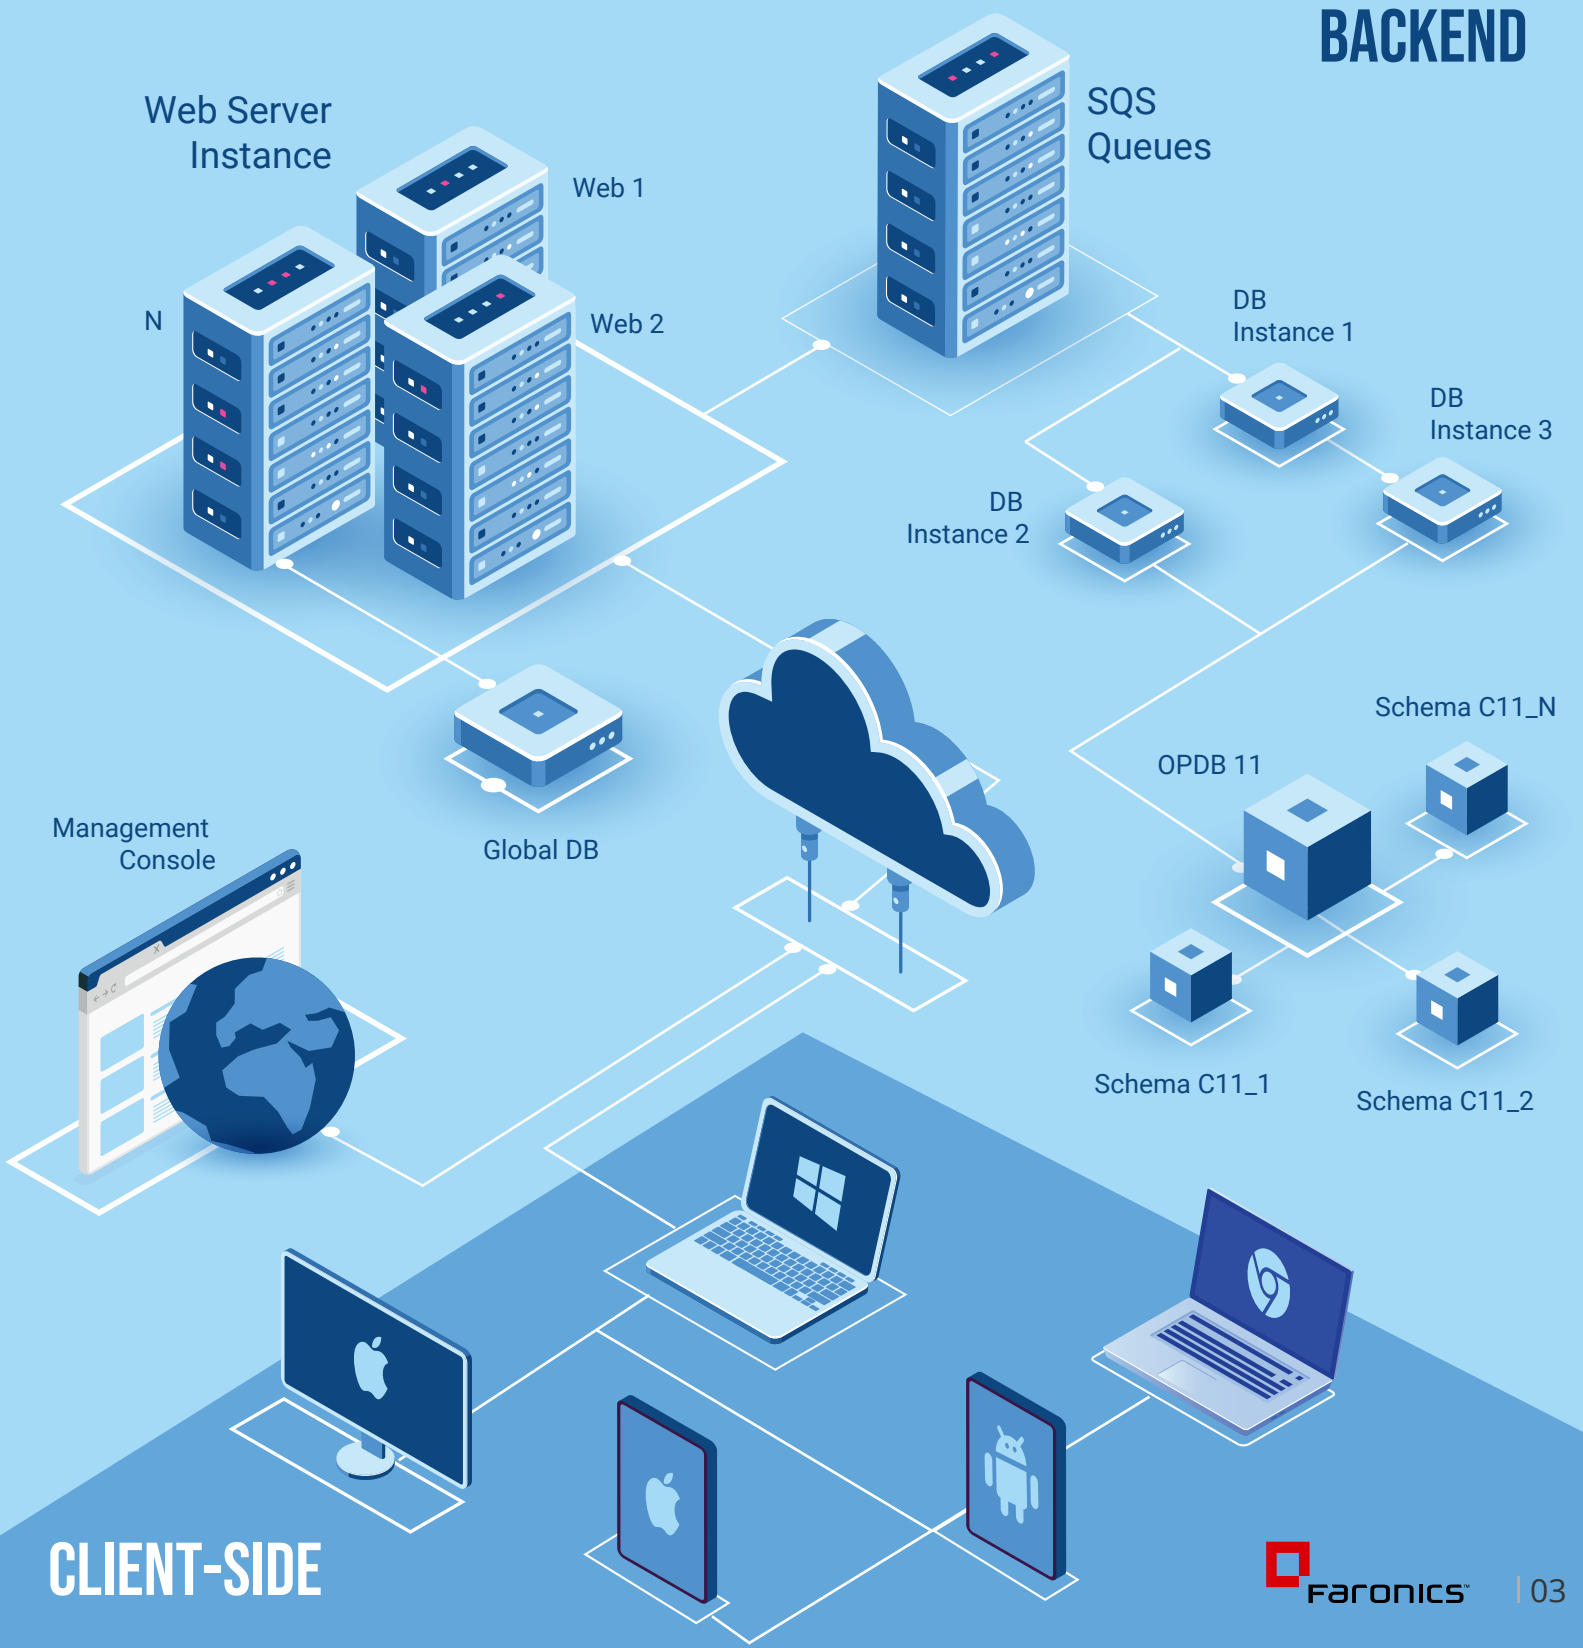 BACKEND
Web Server
Instance
SQS
Queues
Web 1
N
Web 2
DB
Instance 1
DB
Instance 3
DB
Instance 2
Schema C11_N
OPDB 11
Management
Console
Global DB
Schema C11_1
Schema C11_2
CLIENT-SIDE
FARONICS™
| 03